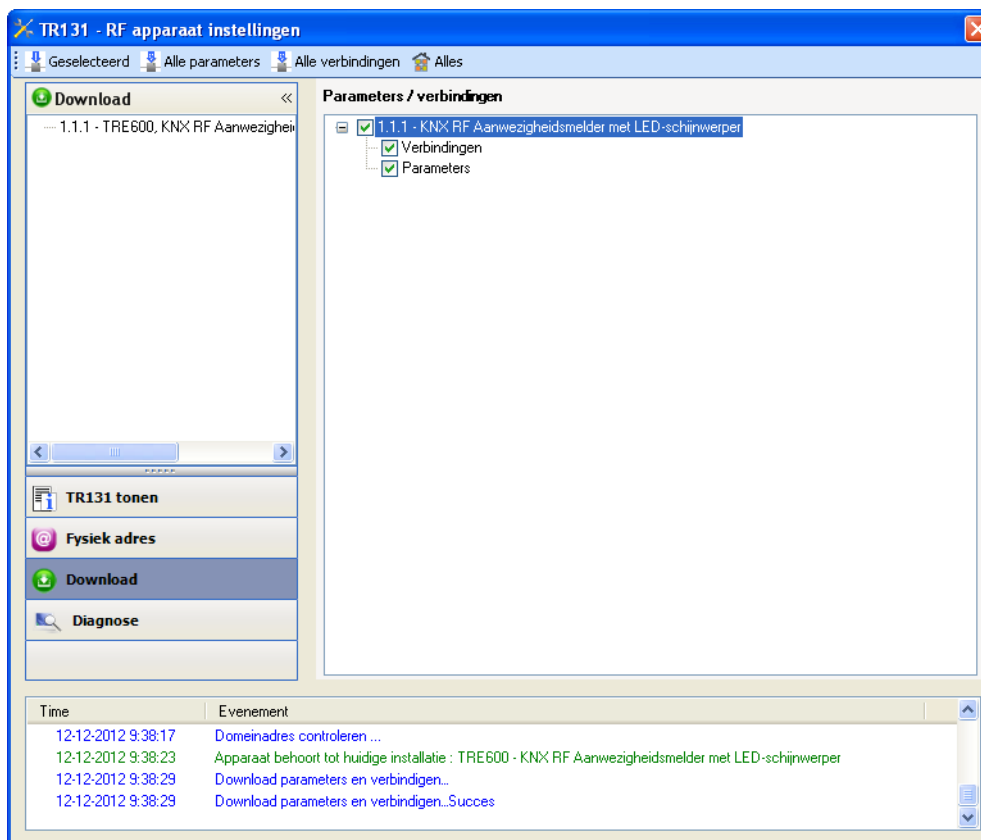 TR131 - RF apparaat instellingen
Geselecteerd Alle parameters Alle verbindingen Alles
Download «
1.1.1 - TRE600, KNX RF Aanwezighei
Parameters / verbindingen
1.1.1 - KNX RF Aanwezigheidsmelder met LED-schijnwerper
Verbindingen
Parameters
TR131 tonen
Fysiek adres
Download
Diagnose
Time Evenement
12-12-2012 9:38:17 Domeinadres controleren ...
12-12-2012 9:38:23 Apparaat behoort tot huidige installatie : TRE600 - KNX RF Aanwezigheidsmelder met LED-schijnwerper
12-12-2012 9:38:29 Download parameters en verbindigen...
12-12-2012 9:38:29 Download parameters en verbindigen...Succes